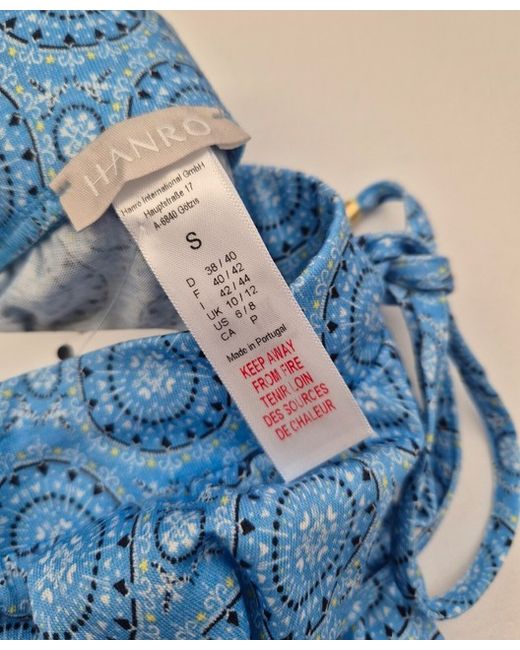 HANRO
Hanro International GmbH
Hauptstraße 17
A-6840 Götzis
S
D 38 / 40
F 40 / 42
I 42 / 44
UK 10 / 12
US 6 / 8
CA P
Made in Portugal
KEEP AWAY
FROM FIRE
TENIR LOIN
DES SOURCES
DE CHALEUR